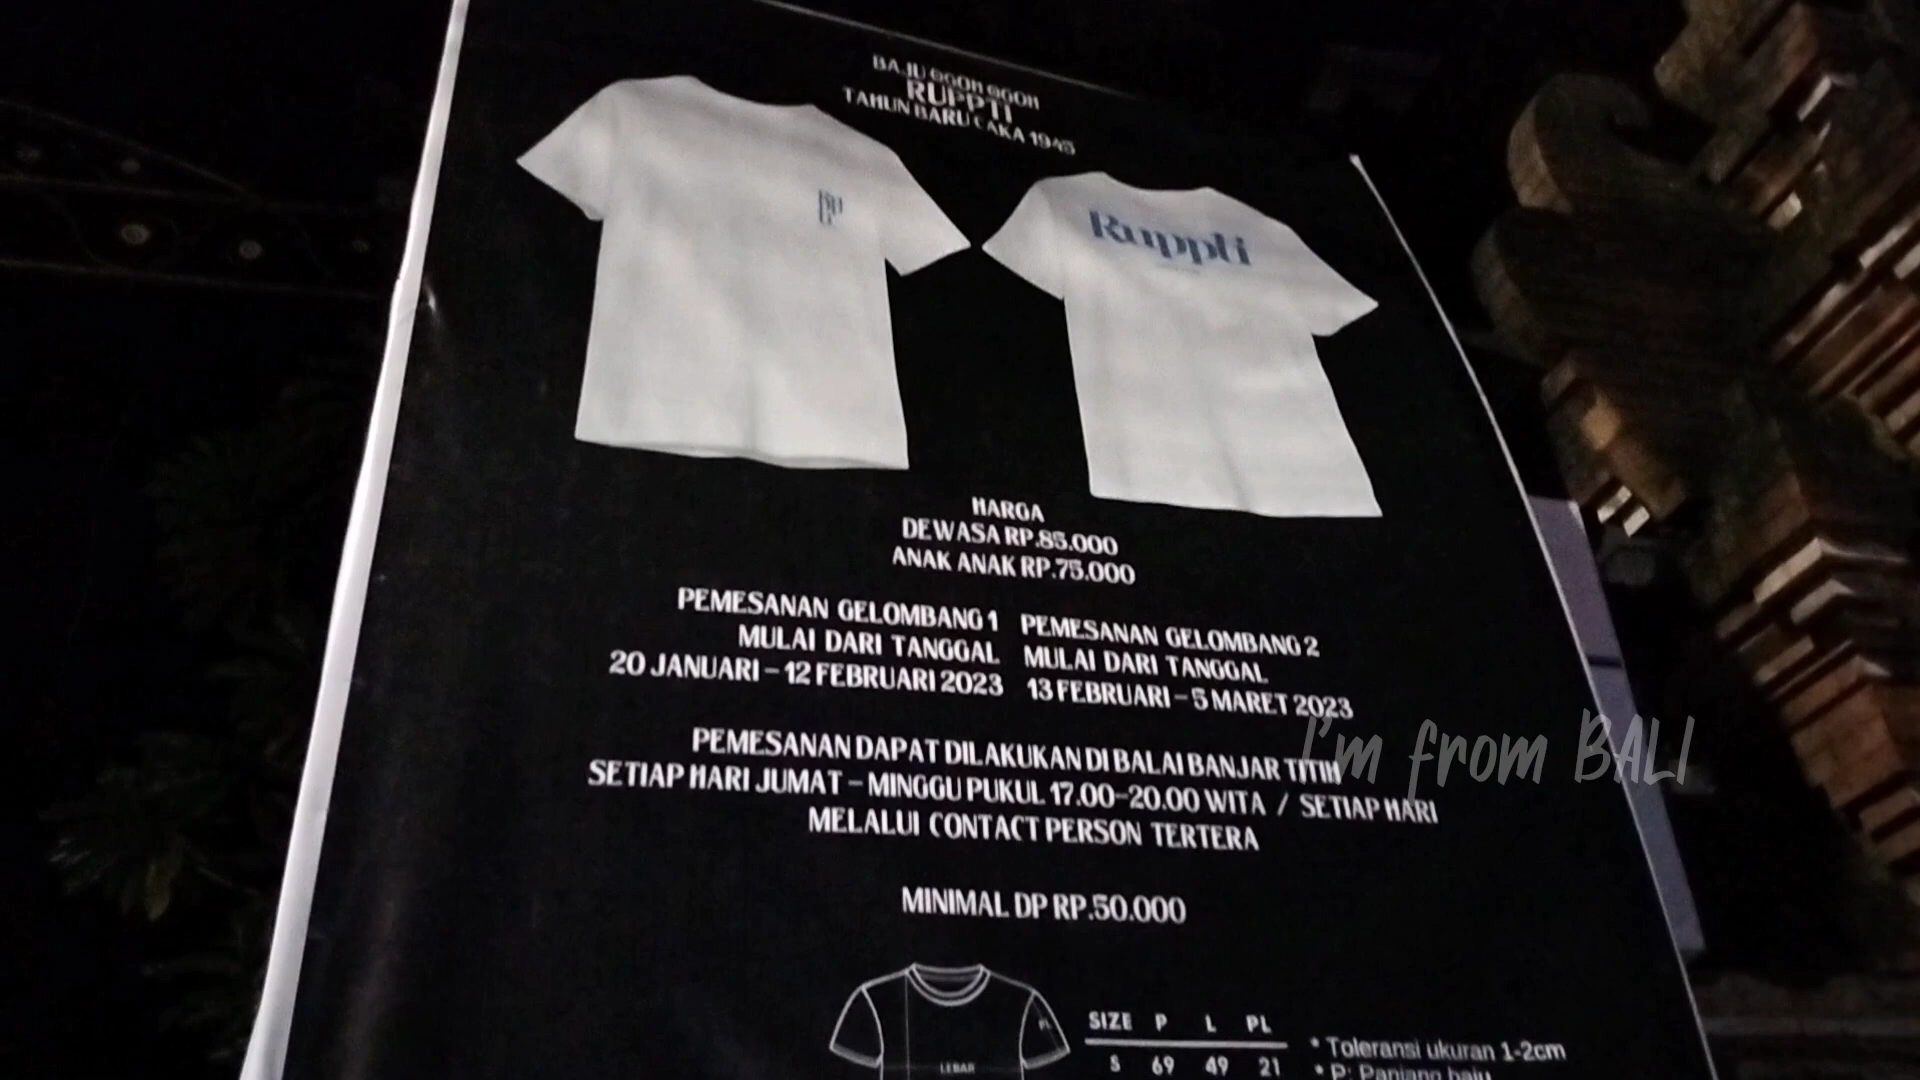 BAJU OGOH OGOH
RUPPTI
TAHUN BARU CAKA 1945
Ruppti
HARGA
DEWASA RP.85.000
ANAK ANAK RP.75.000
PEMESANAN GELOMBANG 1
MULAI DARI TANGGAL
20 JANUARI – 12 FEBRUARI 2023
PEMESANAN GELOMBANG 2
MULAI DARI TANGGAL
13 FEBRUARI – 5 MARET 2023
PEMESANAN DAPAT DILAKUKAN DI BALAI BANJAR TITIH
SETIAP HARI JUMAT – MINGGU PUKUL 17.00–20.00 WITA / SETIAP HARI
MELALUI CONTACT PERSON TERTERA
I'm from BALI
MINIMAL DP RP.50.000
SIZE P L PL
S 69 49 21
PL
LEBAR
* Toleransi ukuran 1-2cm
* P: Panjang baju